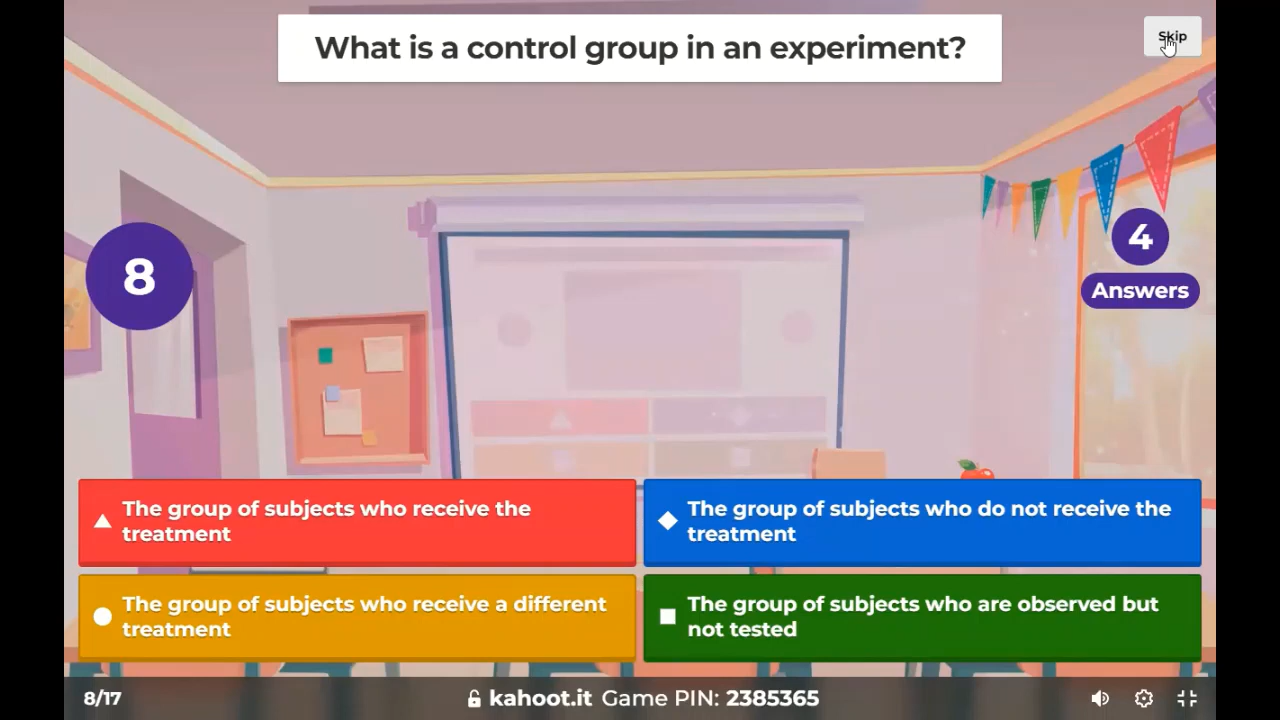 What is a control group in an experiment?
Skip
8
4
Answers
The group of subjects who receive the
treatment
The group of subjects who do not receive the
treatment
The group of subjects who receive a different
treatment
The group of subjects who are observed but
not tested
8/17
kahoot.it Game PIN: 2385365